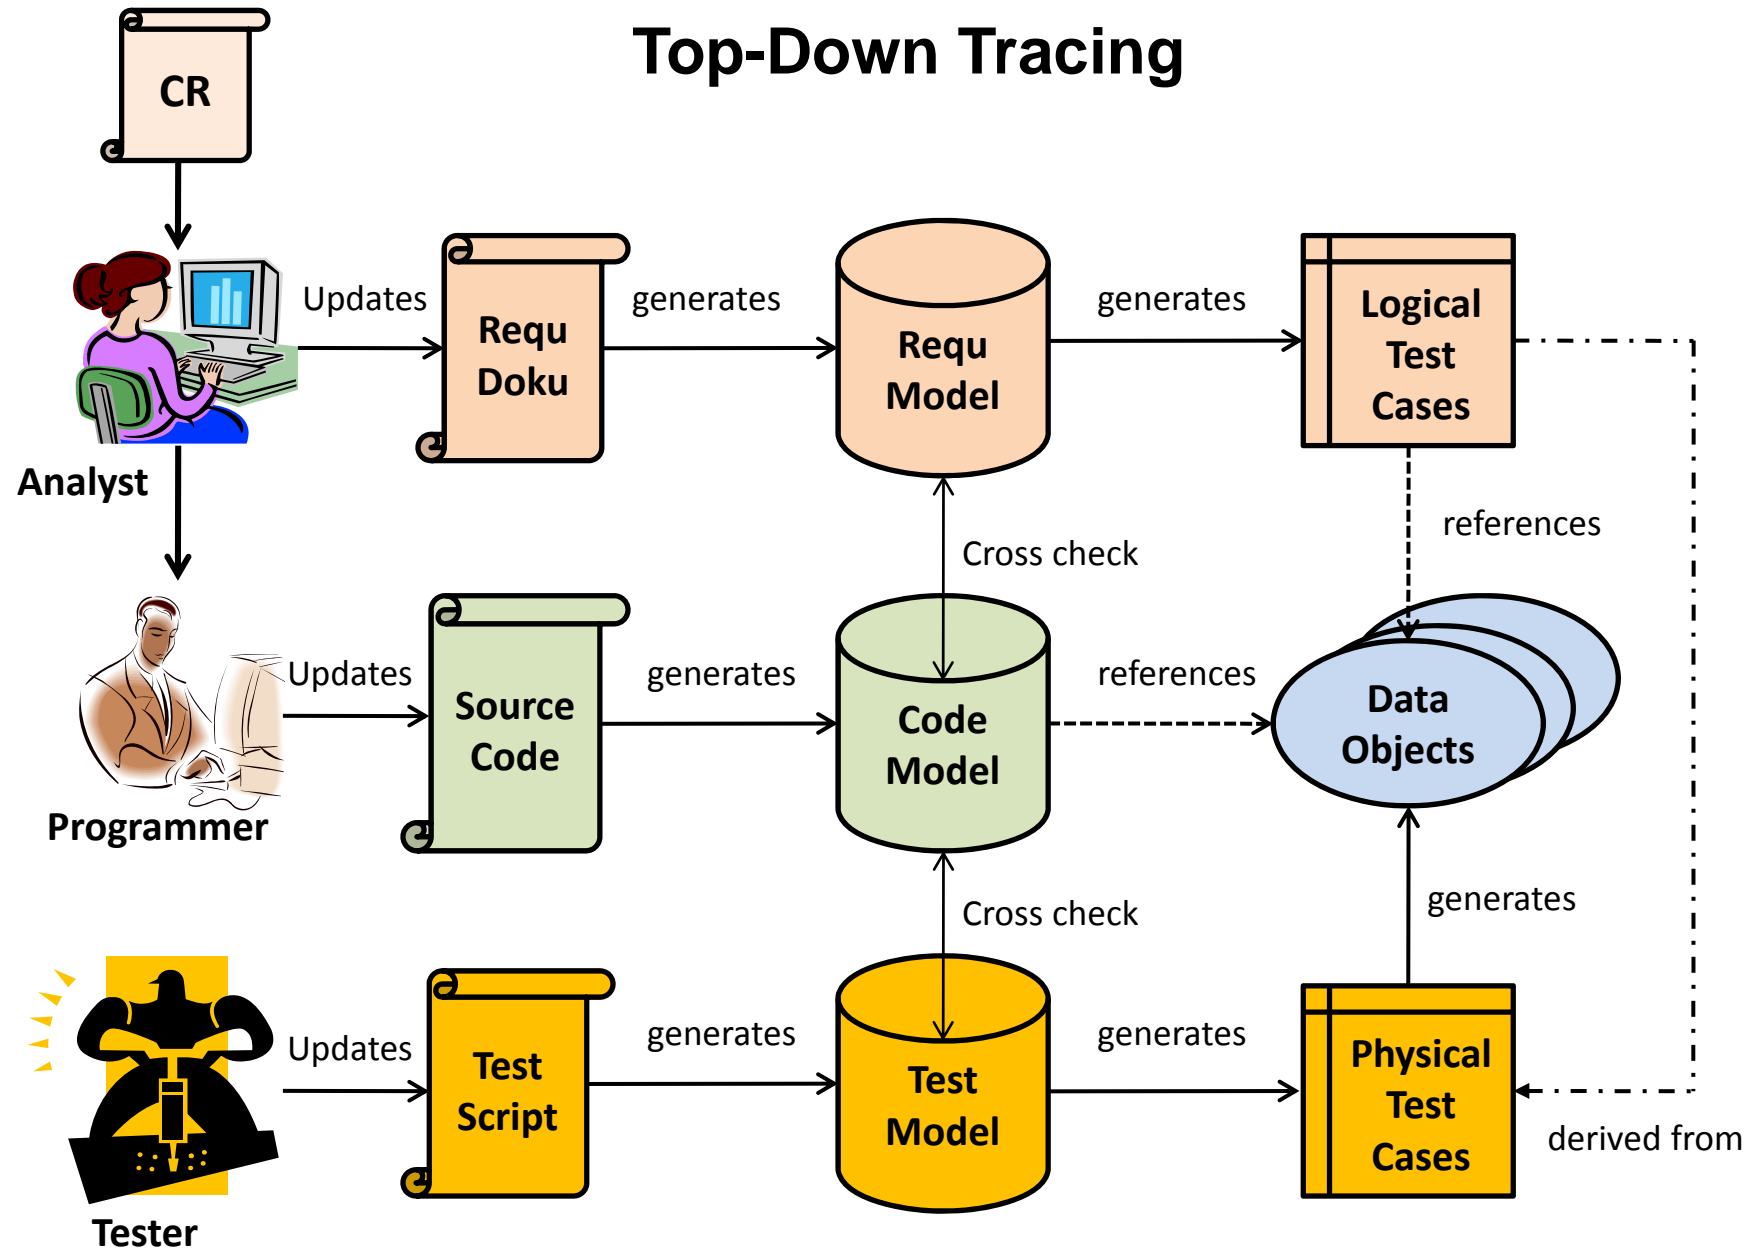 Top-Down Tracing
CR
Updates
Requ
Doku
generates
Requ
Model
generates
Logical
Test
Cases
Analyst
references
Cross check
Updates
Source
Code
generates
Code
Model
references
Data
Objects
Programmer
generates
Cross check
Updates
Test
Script
generates
Test
Model
generates
Physical
Test
Cases
derived from
Tester